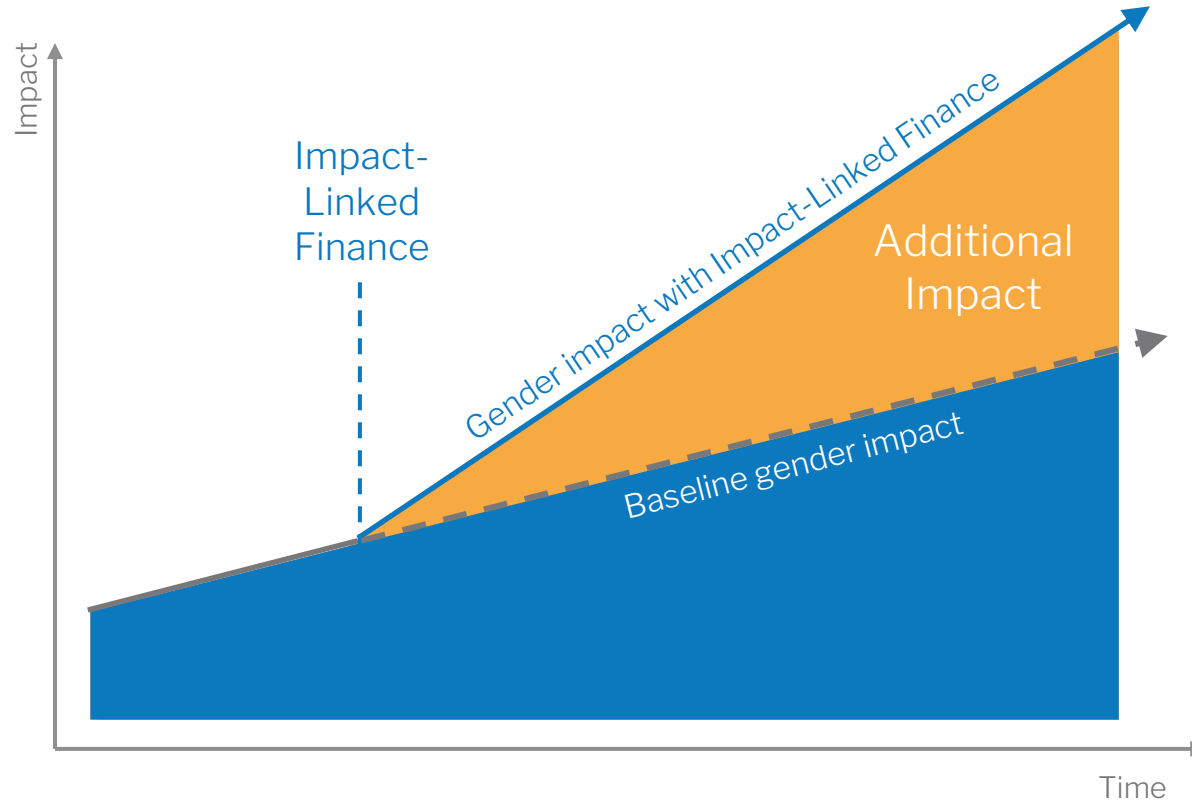 Impact
Impact-
Linked
Finance
Gender impact with Impact-Linked Finance
Additional
Impact
Baseline gender impact
Time